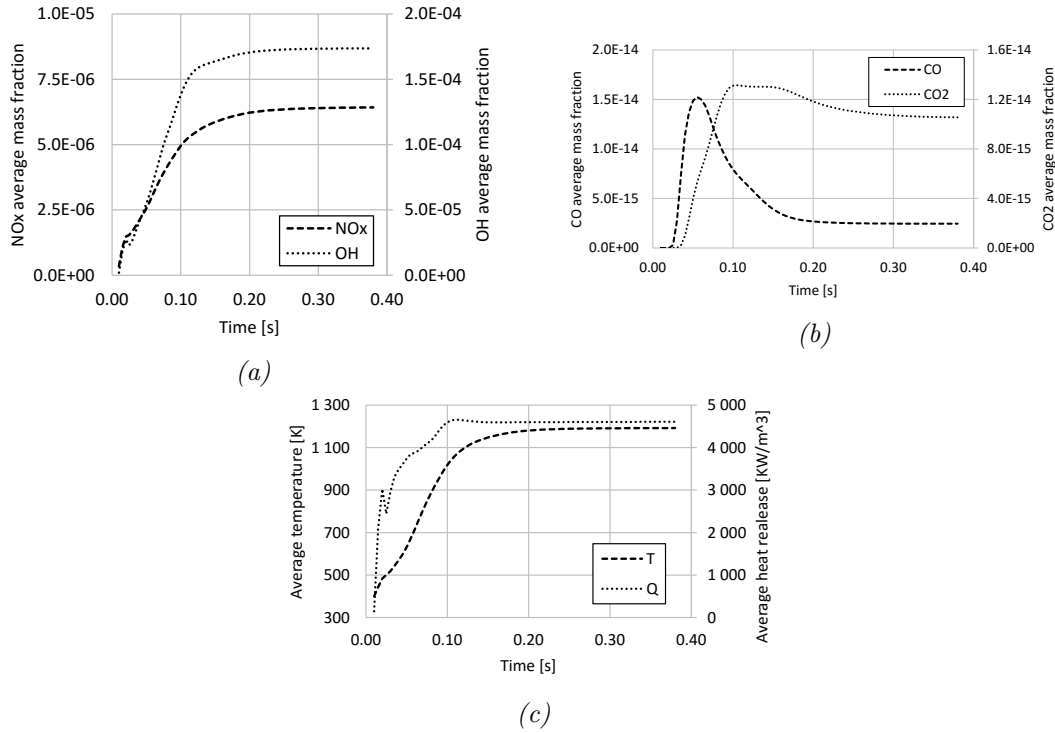 1.0E-05
7.5E-06
5.0E-06
2.5E-06
0.0E+00
NOx average mass fraction
2.0E-04
1.5E-04
1.0E-04
5.0E-05
0.0E+00
OH average mass fraction
NOx
OH
0.00 0.10 0.20 0.30 0.40
Time [s]
(a)
2.0E-14
1.5E-14
1.0E-14
5.0E-15
0.0E+00
CO average mass fraction
1.6E-14
1.2E-14
8.0E-15
4.0E-15
0.0E+00
CO2 average mass fraction
CO
CO2
0.00 0.10 0.20 0.30 0.40
Time [s]
(b)
1 300
1 100
900
700
500
300
Average temperature [K]
5 000
4 000
3 000
2 000
1 000
0
Average heat realease [KW/m^3]
T
Q
0.00 0.10 0.20 0.30 0.40
Time [s]
(c)